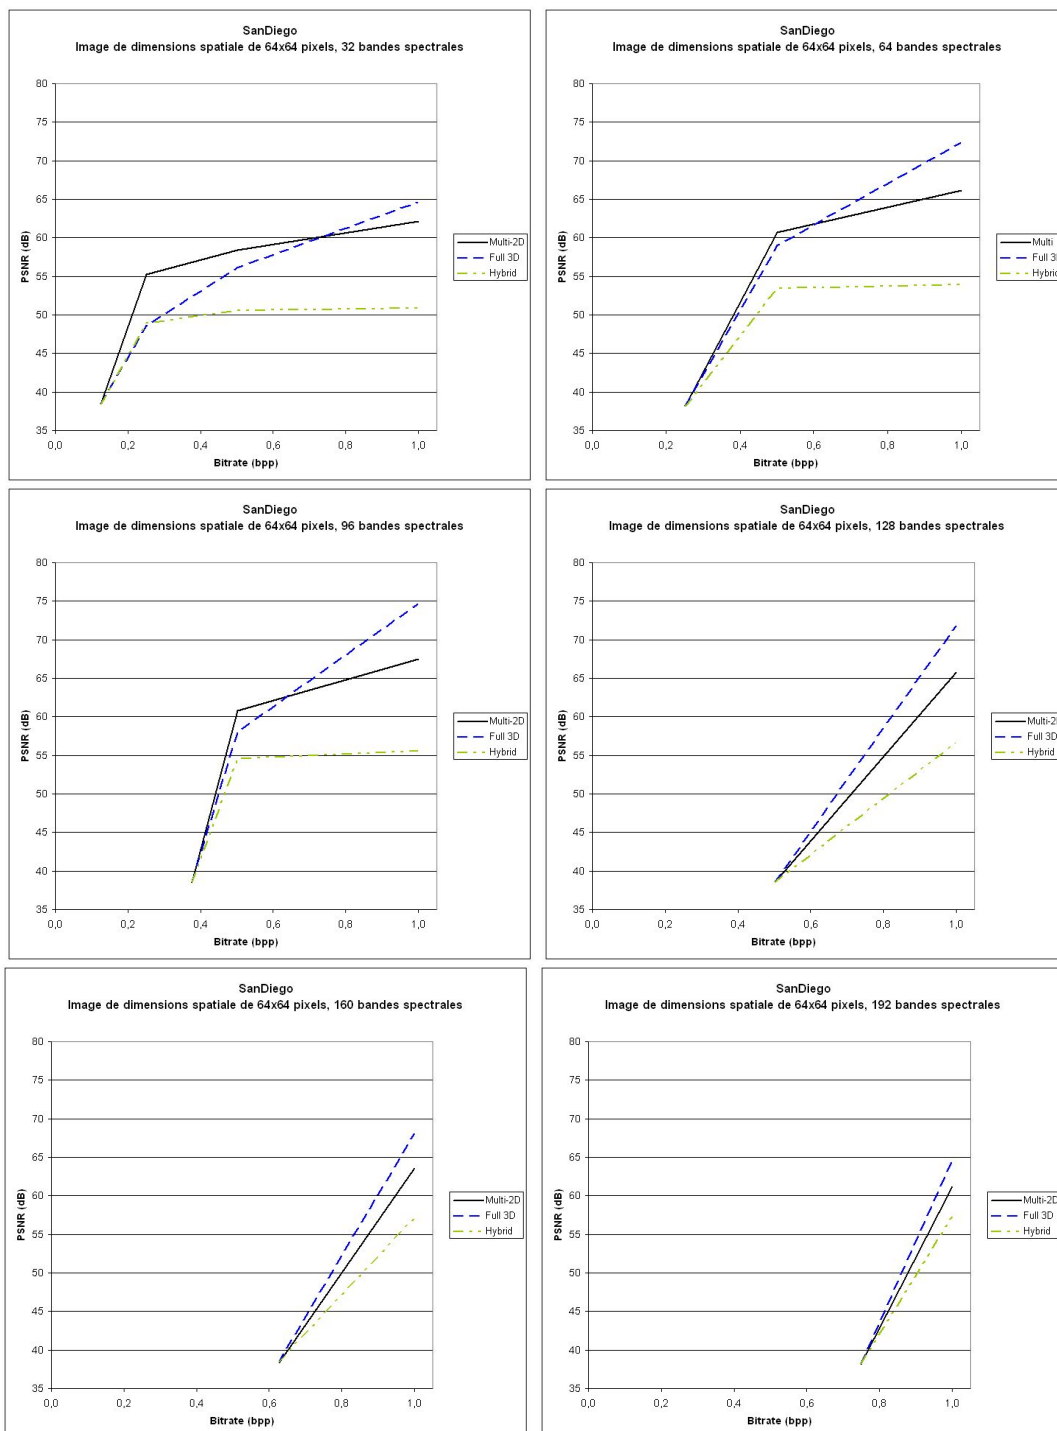 SanDiego
Image de dimensions spatiale de 64x64 pixels, 32 bandes spectrales
80
75
70
65
60
55
50
45
40
35
PSNR (dB)
0,0 0,2 0,4 0,6 0,8 1,0
Bitrate (bpp)
Multi-2D
Full 3D
Hybrid
SanDiego
Image de dimensions spatiale de 64x64 pixels, 64 bandes spectrales
80
75
70
65
60
55
50
45
40
35
PSNR (dB)
0,0 0,2 0,4 0,6 0,8 1,0
Bitrate (bpp)
Multi
Full 3D
Hybrid
SanDiego
Image de dimensions spatiale de 64x64 pixels, 96 bandes spectrales
80
75
70
65
60
55
50
45
40
35
PSNR (dB)
0,0 0,2 0,4 0,6 0,8 1,0
Bitrate (bpp)
Multi-2D
Full 3D
Hybrid
SanDiego
Image de dimensions spatiale de 64x64 pixels, 128 bandes spectrales
80
75
70
65
60
55
50
45
40
35
PSNR (dB)
0,0 0,2 0,4 0,6 0,8 1,0
Bitrate (bpp)
Multi-2D
Full 3D
Hybrid
SanDiego
Image de dimensions spatiale de 64x64 pixels, 160 bandes spectrales
80
75
70
65
60
55
50
45
40
35
PSNR (dB)
0,0 0,2 0,4 0,6 0,8 1,0
Bitrate (bpp)
Multi-2D
Full 3D
Hybrid
SanDiego
Image de dimensions spatiale de 64x64 pixels, 192 bandes spectrales
80
75
70
65
60
55
50
45
40
35
PSNR (dB)
0,0 0,2 0,4 0,6 0,8 1,0
Bitrate (bpp)
Multi-2D
Full 3D
Hybrid